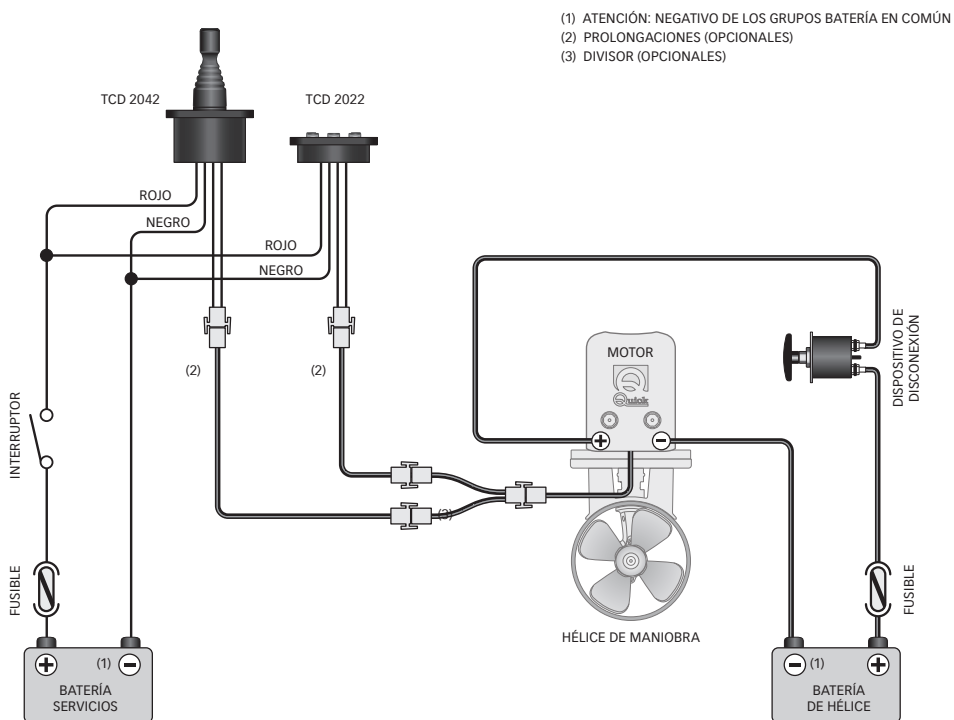 (1) ATENCIÓN: NEGATIVO DE LOS GRUPOS BATERÍA EN COMÚN
(2) PROLONGACIONES (OPCIONALES)
(3) DIVISOR (OPCIONALES)
TCD 2042
TCD 2022
ROJO
NEGRO
ROJO
NEGRO
(2)
(2)
(3)
INTERRUPTOR
FUSIBLE
+
(1) −
BATERÍA
SERVICIOS
MOTOR
Quick
+
−
HÉLICE DE MANIOBRA
DISPOSITIVO DE
DISCONEXIÓN
FUSIBLE
− (1)
+
BATERÍA
DE HÉLICE